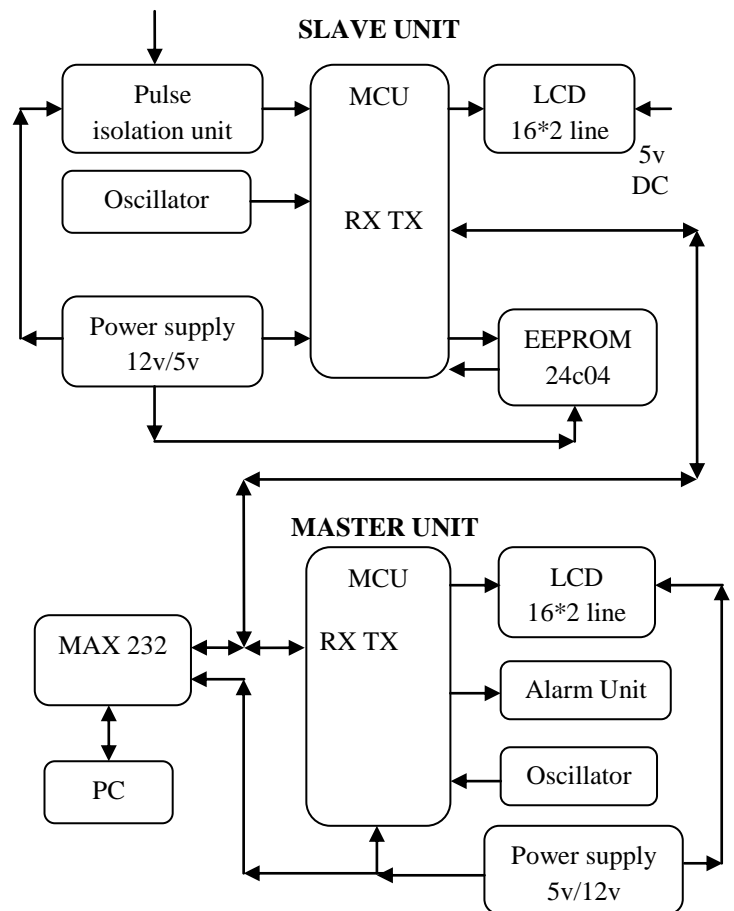 SLAVE UNIT
Pulse
isolation unit
MCU
LCD
16*2 line
5v
DC
Oscillator
RX TX
Power supply
12v/5v
EEPROM
24c04
MASTER UNIT
MCU
LCD
16*2 line
MAX 232
RX TX
Alarm Unit
PC
Oscillator
Power supply
5v/12v